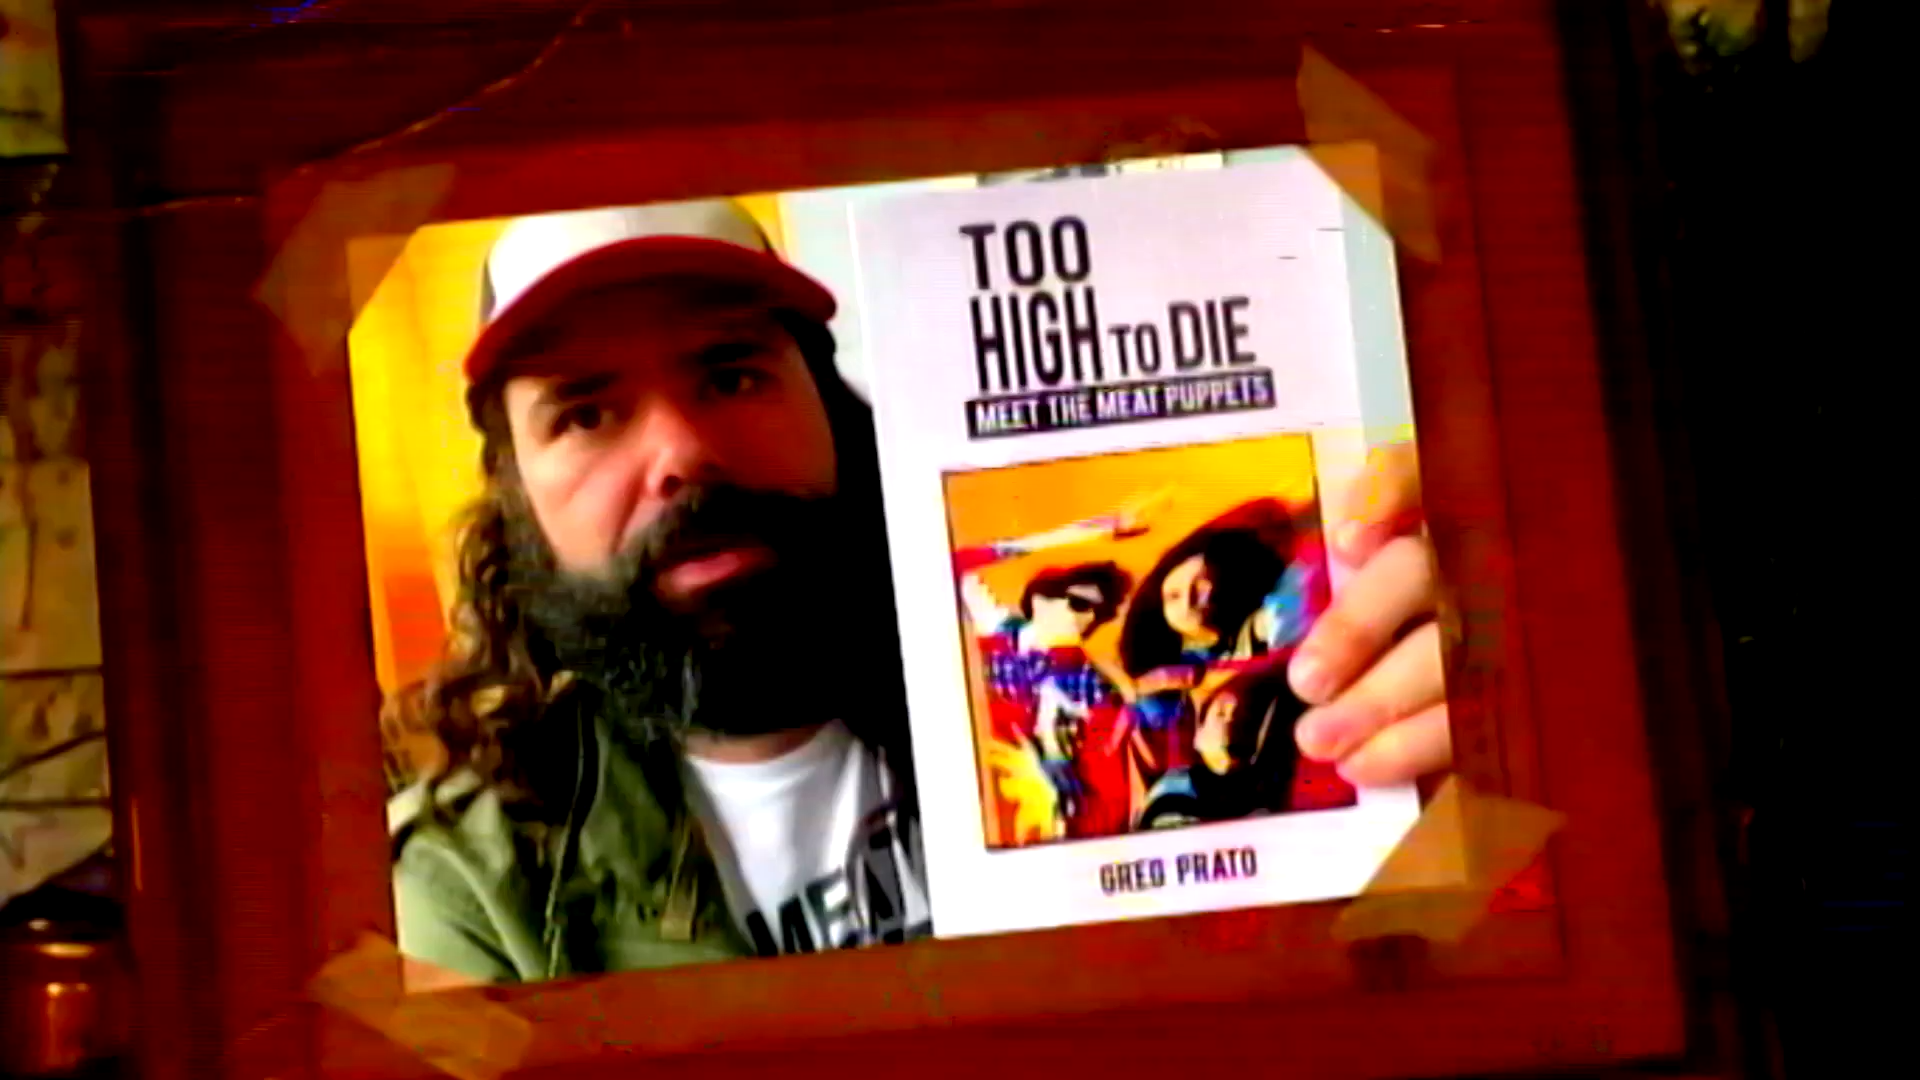 TOO
HIGH TO DIE
MEET THE MEAT PUPPETS
GREG PRATO